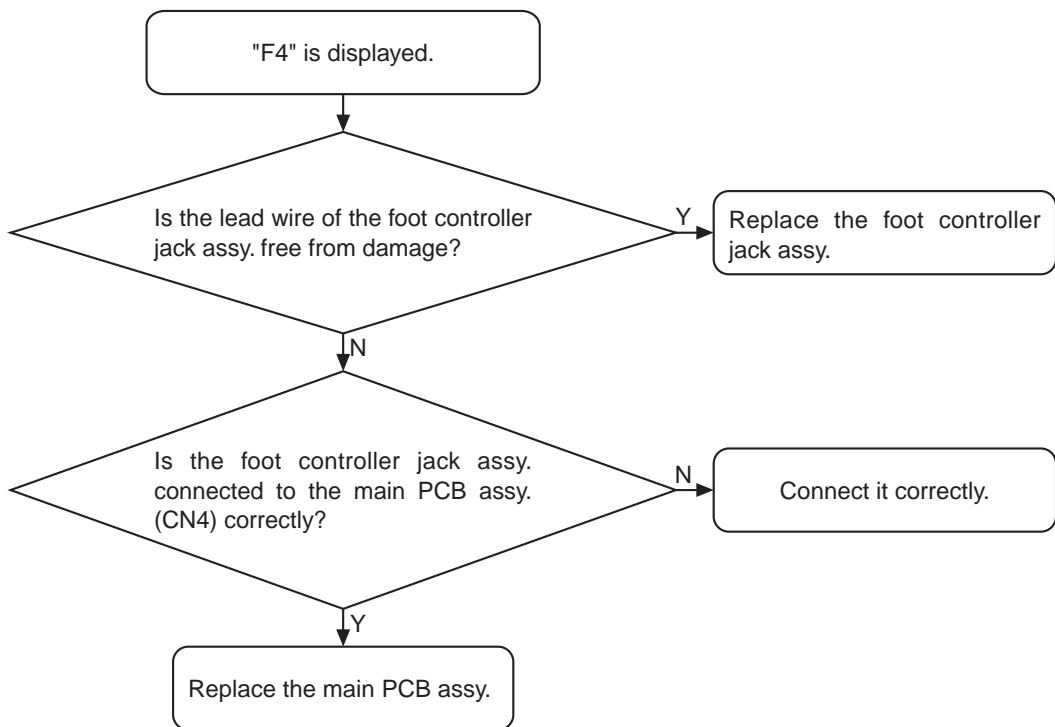 "F4" is displayed.
Is the lead wire of the foot controller
jack assy. free from damage?
Y
Replace the foot controller
jack assy.
N
Is the foot controller jack assy.
connected to the main PCB assy.
(CN4) correctly?
N
Connect it correctly.
Y
Replace the main PCB assy.